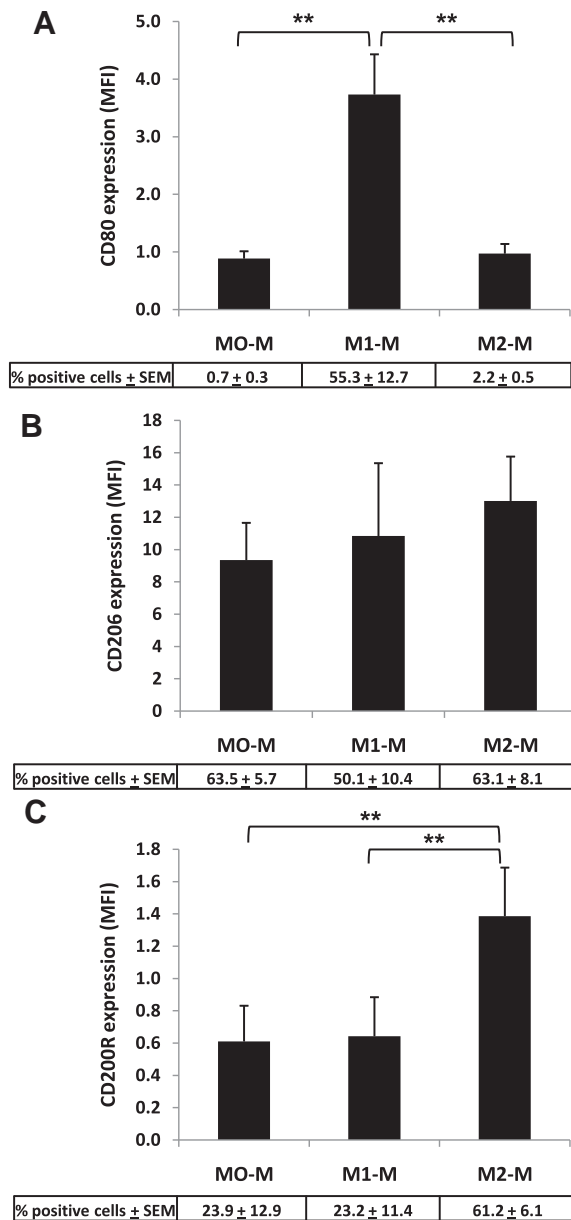 A
** **
CD80 expression (MFI)
5.0
4.0
3.0
2.0
1.0
0.0
MO-M M1-M M2-M
% positive cells ± SEM 0.7 ± 0.3 55.3 ± 12.7 2.2 ± 0.5
B
CD206 expression (MFI)
18
16
14
12
10
8
6
4
2
0
MO-M M1-M M2-M
% positive cells ± SEM 63.5 ± 5.7 50.1 ± 10.4 63.1 ± 8.1
C
**
**
CD200R expression (MFI)
1.8
1.6
1.4
1.2
1.0
0.8
0.6
0.4
0.2
0.0
MO-M M1-M M2-M
% positive cells ± SEM 23.9 ± 12.9 23.2 ± 11.4 61.2 ± 6.1